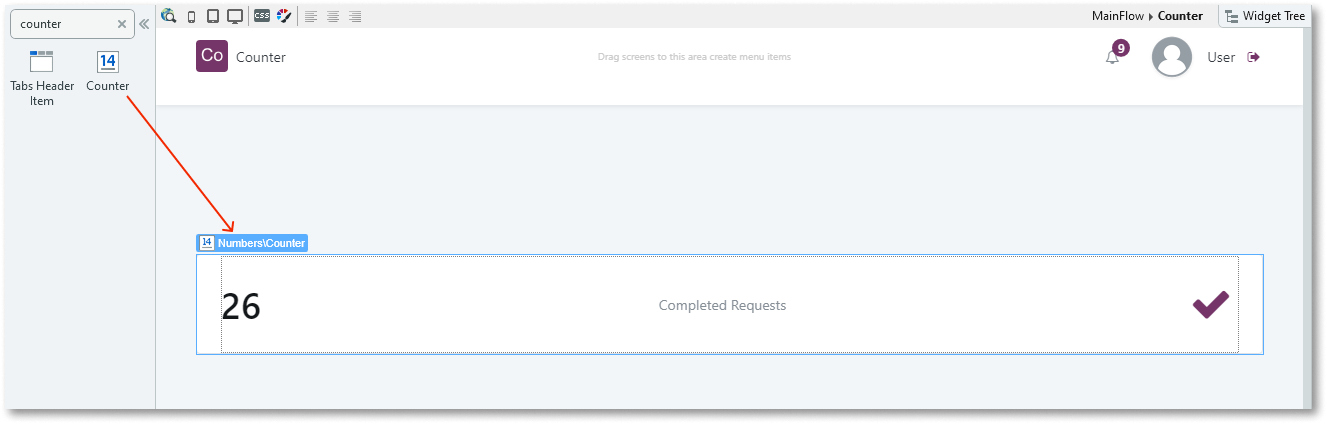 counter
CSS
MainFlow Counter
Widget Tree
Tabs Header
Item
14
Counter
Co Counter
Drag screens to this area create menu items
9
User
14 Numbers\Counter
26
Completed Requests